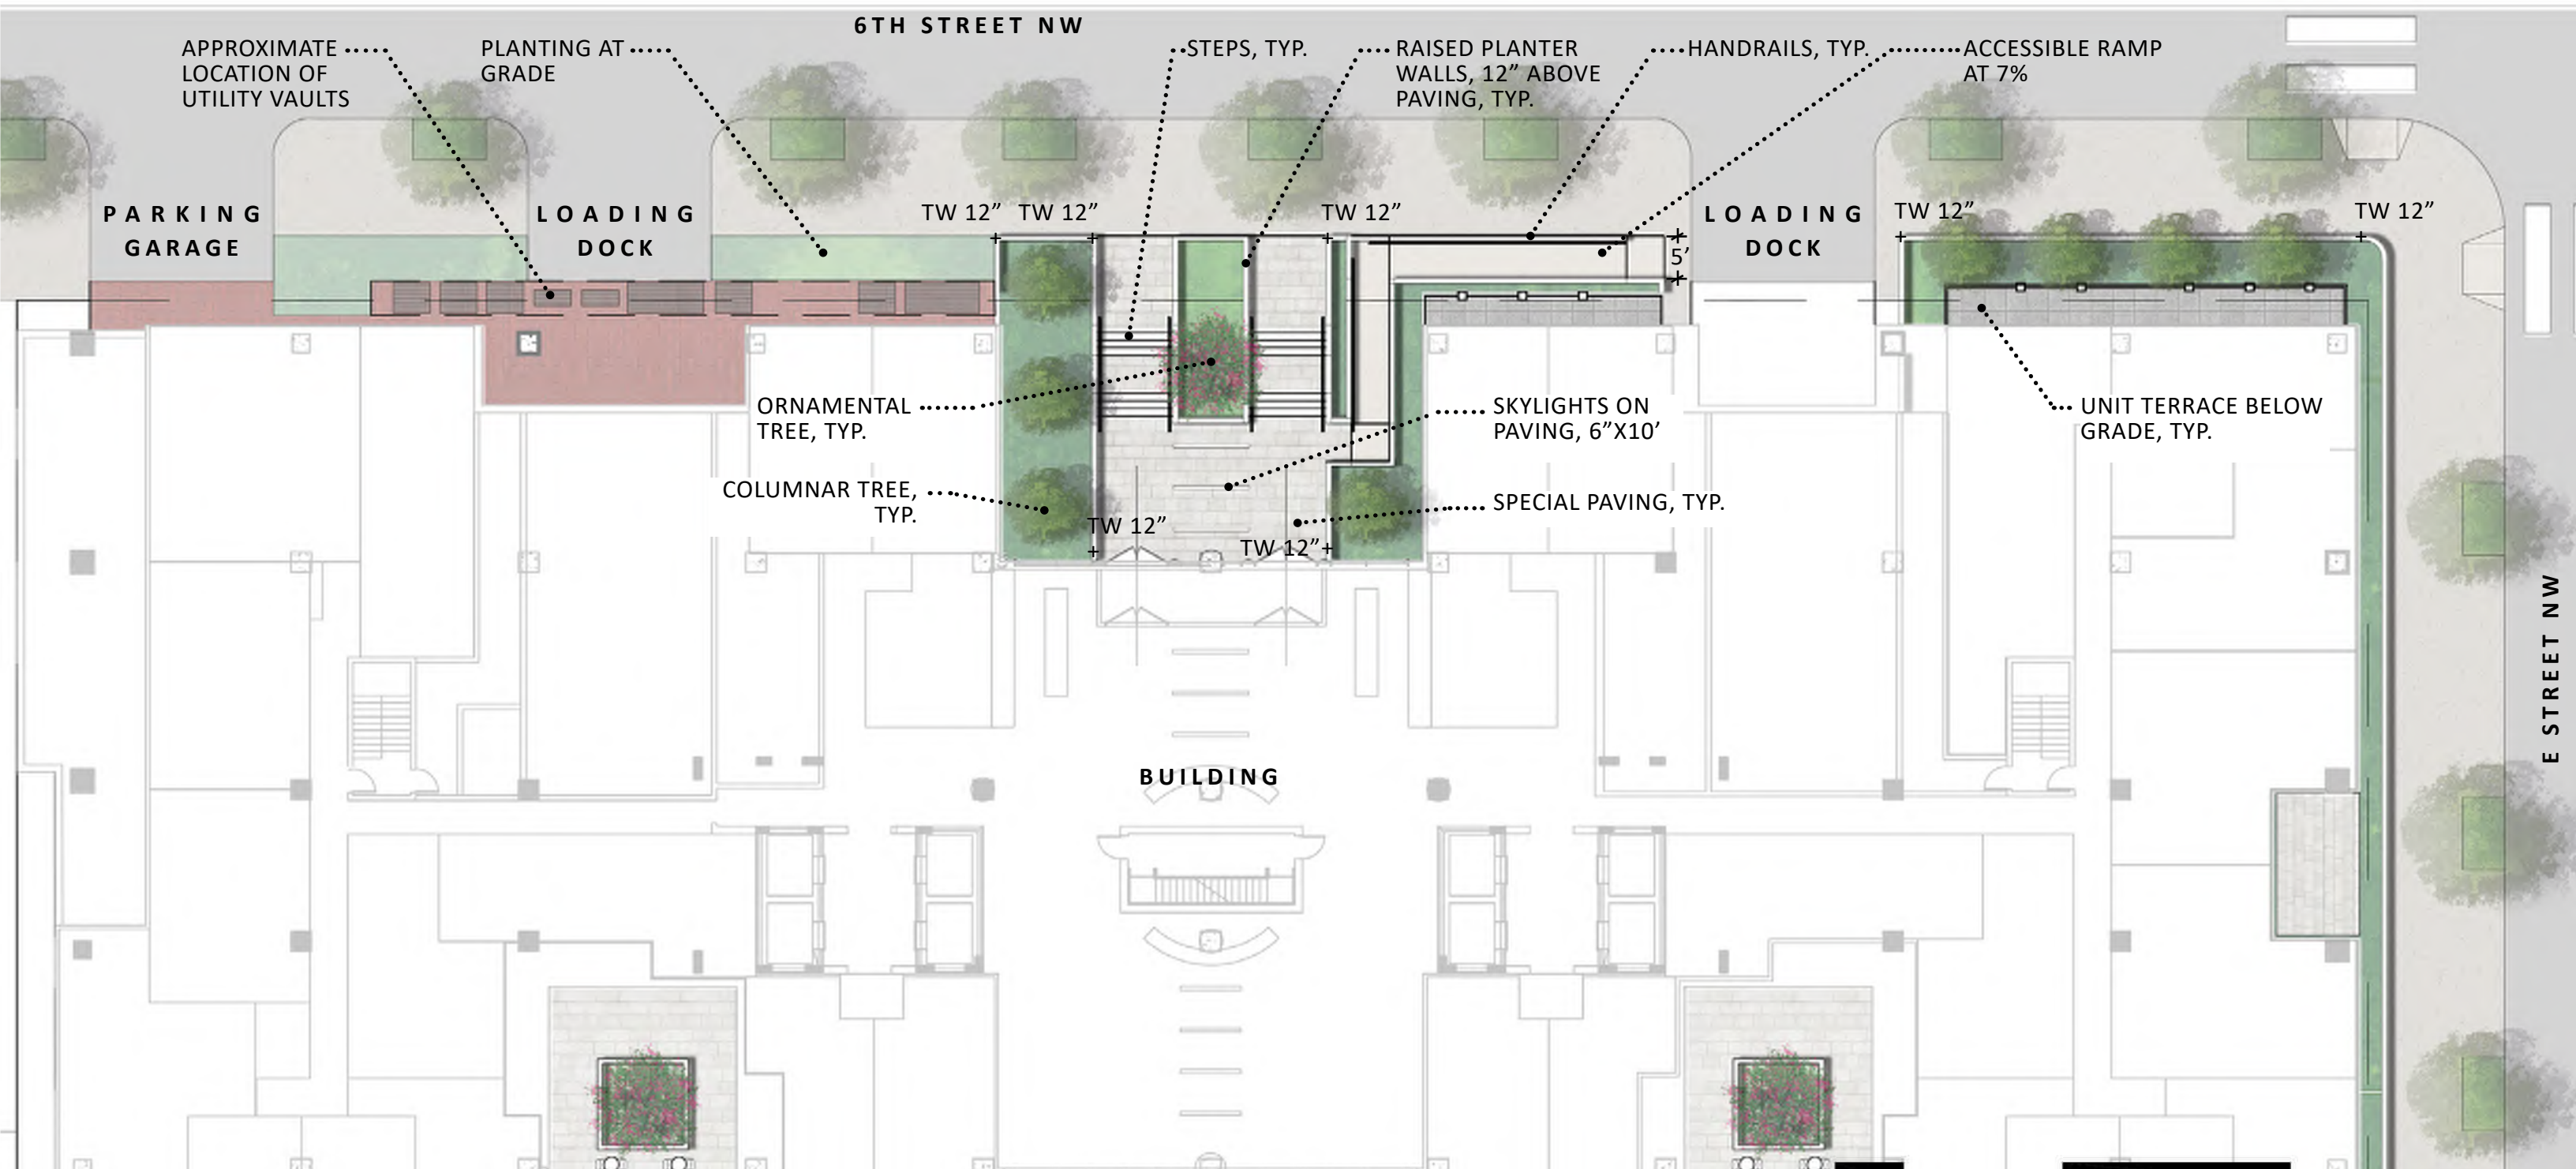 6TH STREET NW
APPROXIMATE
LOCATION OF
UTILITY VAULTS
PLANTING AT
GRADE
STEPS, TYP.
RAISED PLANTER
WALLS, 12” ABOVE
PAVING, TYP.
HANDRAILS, TYP.
ACCESSIBLE RAMP
AT 7%
PARKING
GARAGE
LOADING
DOCK
TW 12”
TW 12”
TW 12”
LOADING
DOCK
TW 12”
TW 12”
5’
ORNAMENTAL
TREE, TYP.
SKYLIGHTS ON
PAVING, 6”X10’
UNIT TERRACE BELOW
GRADE, TYP.
COLUMNAR TREE,
TYP.
SPECIAL PAVING, TYP.
TW 12”
TW 12”
E STREET NW
BUILDING